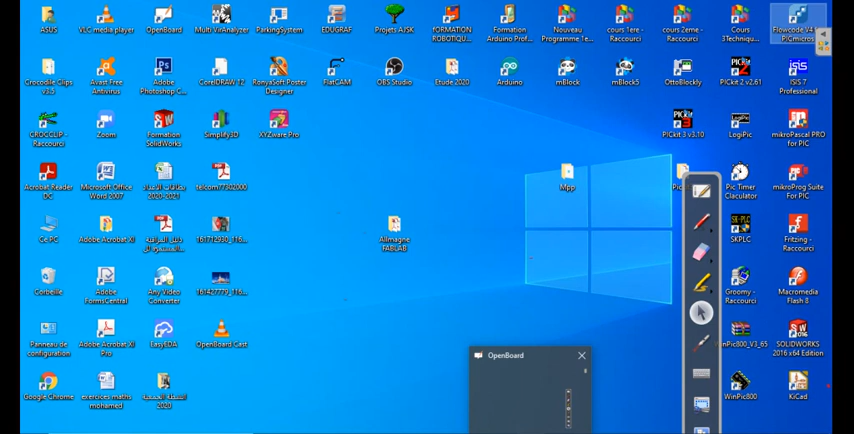 ASUS
VLC media player
OpenBoard
Multi VirAnalyzer
ParkingSystem
EDUGRAF
Projets AJSK
fORMATION
ROBOTIQU...
Formation
Arduino Prof...
Nouveau
Programme 1e...
cours 1ere -
Raccourci
cours 2eme -
Raccourci
Cours
3Techniqu...
Flowcode V4
PICmicros
Crocodile Clips
v3.5
Avast Free
Antivirus
Adobe
Photoshop C...
CorelDRAW 12
RonyaSoft Poster
Designer
FlatCAM
OBS Studio
Etude 2020
Arduino
mBlock
mBlock5
OttoBlockly
PICkit 2 v2.61
ISIS 7
Professional
CROCCLIP -
Raccourci
Zoom
Formation
SolidWorks
Simplify3D
XYZware Pro
PICkit 3 v3.10
LogiPic
mikroPascal PRO
for PIC
Acrobat Reader
DC
Microsoft Office
Word 2007
2020-2021
telcom77302000
Mpp
Pic Timer
Claculator
mikroProg Suite
For PIC
Ce PC
Adobe Acrobat XI
161712930_116...
Allmagne
FABLAB
SKPLC
Fritzing -
Raccourci
Corbeille
Adobe
FormsCentral
Any Video
Converter
161427779_116...
Groomy -
Raccourci
Macromedia
Flash 8
Panneau de
configuration
Adobe Acrobat XI
Pro
EasyEDA
OpenBoard Cast
WinPic800_V3_65
SOLIDWORKS
2016 x64 Edition
OpenBoard
Google Chrome
exercices maths
mohamed
2020
WinPic800
KiCad